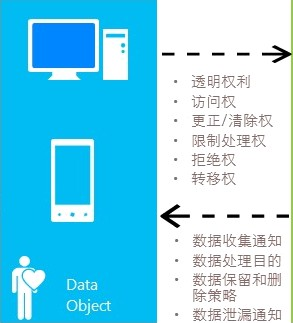 • 透明权利
• 访问权
• 更正/清除权
• 限制处理权
• 拒绝权
• 转移权
• 数据收集通知
• 数据处理目的
• 数据保留和删
除策略
• 数据泄漏通知
Data
Object